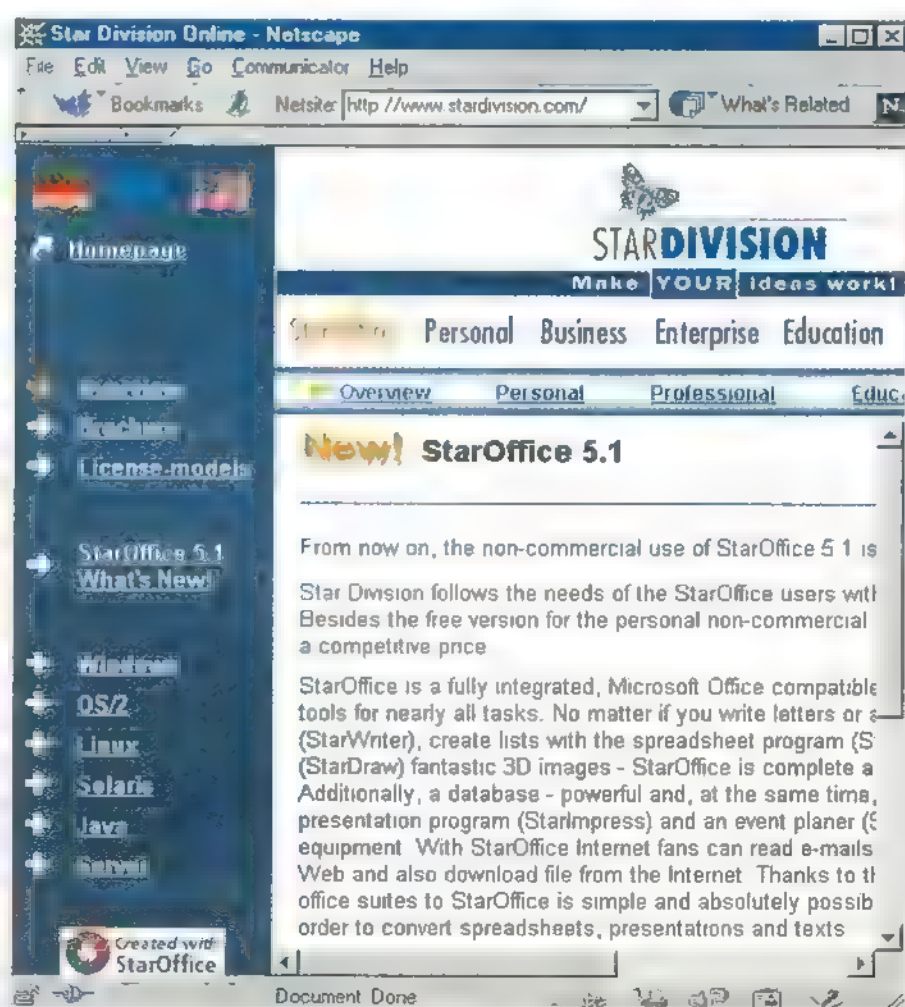 Star Division Online - Netscape
File Edit View Go Communicator Help
Bookmarks Netsite http://www.stardivision.com/ What's Related N
Homepage
License-models
StarOffice 5.1
What's New!
OS/2
Linux
Solaris
Java
Created with
StarOffice
STARDIVISION
Make YOUR ideas work!
Personal Business Enterprise Education
Overview Personal Professional Educ
New! StarOffice 5.1
From now on, the non-commercial use of StarOffice 5 1 is
Star Division follows the needs of the StarOffice users with
Besides the free version for the personal non-commercial
a competitive price
StarOffice is a fully integrated, Microsoft Office compatible
tools for nearly all tasks. No matter if you write letters or
(StarWriter), create lists with the spreadsheet program (S
(StarDraw) fantastic 3D images - StarOffice is complete a
Additionally, a database - powerful and, at the same time,
presentation program (StarImpress) and an event planer (S
equipment With StarOffice Internet fans can read e-mails
Web and also download file from the Internet Thanks to th
office suites to StarOffice is simple and absolutely possib
order to convert spreadsheets, presentations and texts
Document Done